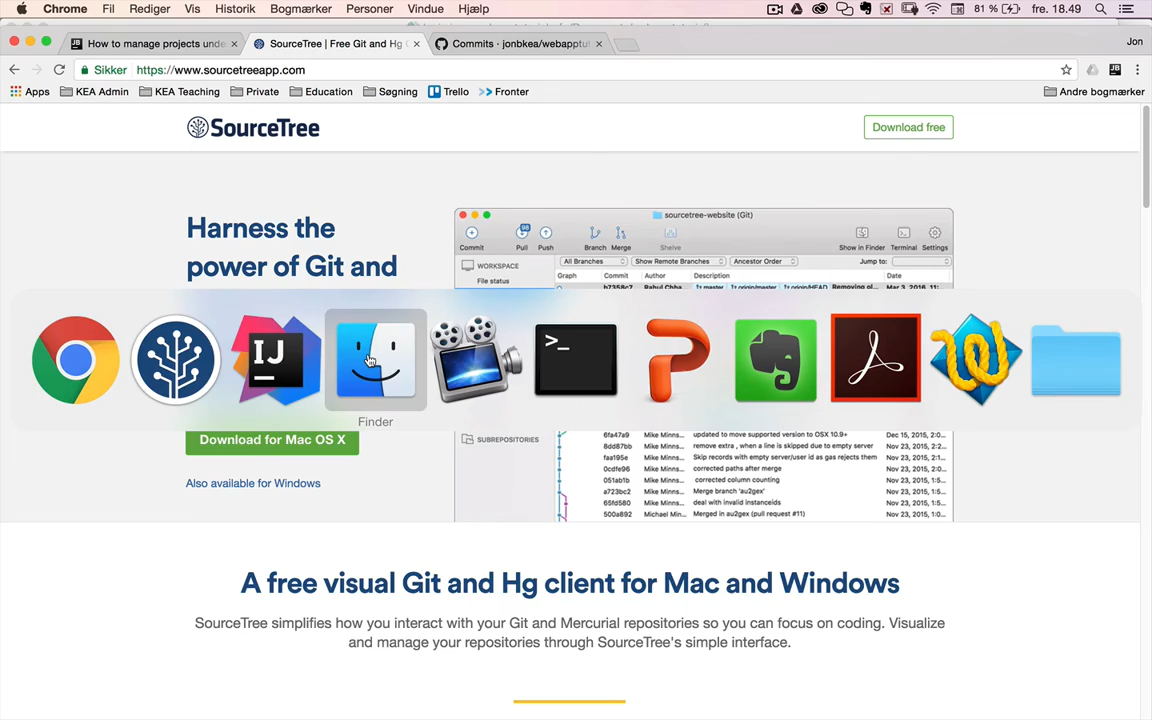 Chrome Fil Rediger Vis Historik Bogmærker Personer Vindue Hjælp 81 % fre. 18.49
How to manage projects unde
SourceTree | Free Git and Hg
Commits · jonbkea/webapptu
Jon
Sikker https://www.sourcetreeapp.com
Apps KEA Admin KEA Teaching Private Education Søgning Trello Fronter Andre bogmærker
SourceTree
Download free
Harness the
power of Git and
sourcetree-website (Git)
Commit Pull Push Branch Merge Shelve Show in Finder Terminal Settings
All Branches Show Remote Branches Ancestor Order Jump to:
WORKSPACE
Graph Commit Author Description Date
File status
IJ
>_
Finder
Download for Mac OS X
Also available for Windows
SUBREPOSITORIES
6fa47a9 Mike Minns... updated to move supported version to OSX 10.9+ Dec 15, 2015, 2:0...
8dd87bb Mike Minns... remove extra , when a line is skipped due to empty server Nov 23, 2015, 2:2...
faa195e Mike Minns... Skip records with empty server/user id as gas rejects them Nov 23, 2015, 2:1...
0cdfe96 Mike Minns... corrected paths after merge Nov 23, 2015, 2:0...
051ab1b Mike Minns... corrected column counting Nov 23, 2015, 1:5...
a723bc2 Mike Minns... Merge branch 'au2gex' Nov 23, 2015, 1:5...
65fd580 Mike Minns... deal with invalid instanceids Nov 23, 2015, 1:5...
500a892 Michael Min... Merged in au2gex (pull request #11) Nov 23, 2015, 1:0...
A free visual Git and Hg client for Mac and Windows
SourceTree simplifies how you interact with your Git and Mercurial repositories so you can focus on coding. Visualize
and manage your repositories through SourceTree's simple interface.